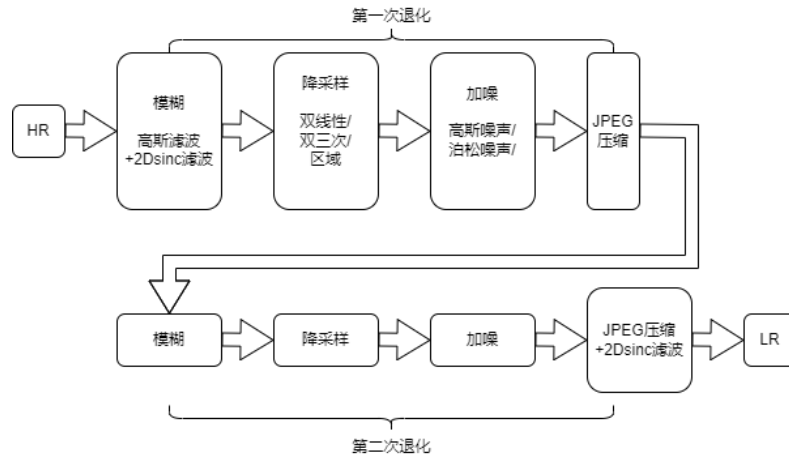 第一次退化
HR
模糊
高斯滤波
+2Dsinc滤波
降采样
双线性/
双三次/
区域
加噪
高斯噪声/
泊松噪声/
JPEG
压缩
模糊
降采样
加噪
JPEG压缩
+2Dsinc滤波
LR
第二次退化